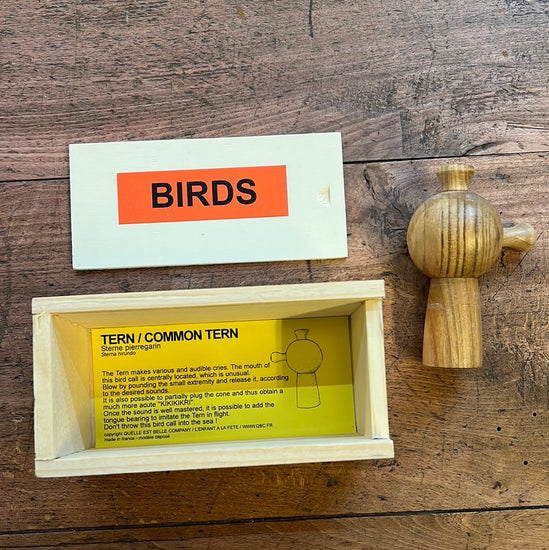 BIRDS
TERN / COMMON TERN
Sterne pierregarin
Sterna hirundo
The Tern makes various and audible cries. The mouth of
this bird call is centrally located, which is unusual.
Blow by pounding the small extremity and release it, according
to the desired sounds.
It is also possible to partially plug the cone and thus obtain a
much more acute "KIKIKIKRI".
Once the sound is well mastered, it is possible to add the
tongue bearing to imitate the Tern in flight.
Don't throw this bird call into the sea !
copyright QUELLE EST BELLE COMPANY / L'ENFANT A LA FETE / WWW.QBC.FR
made in france - modèle déposé